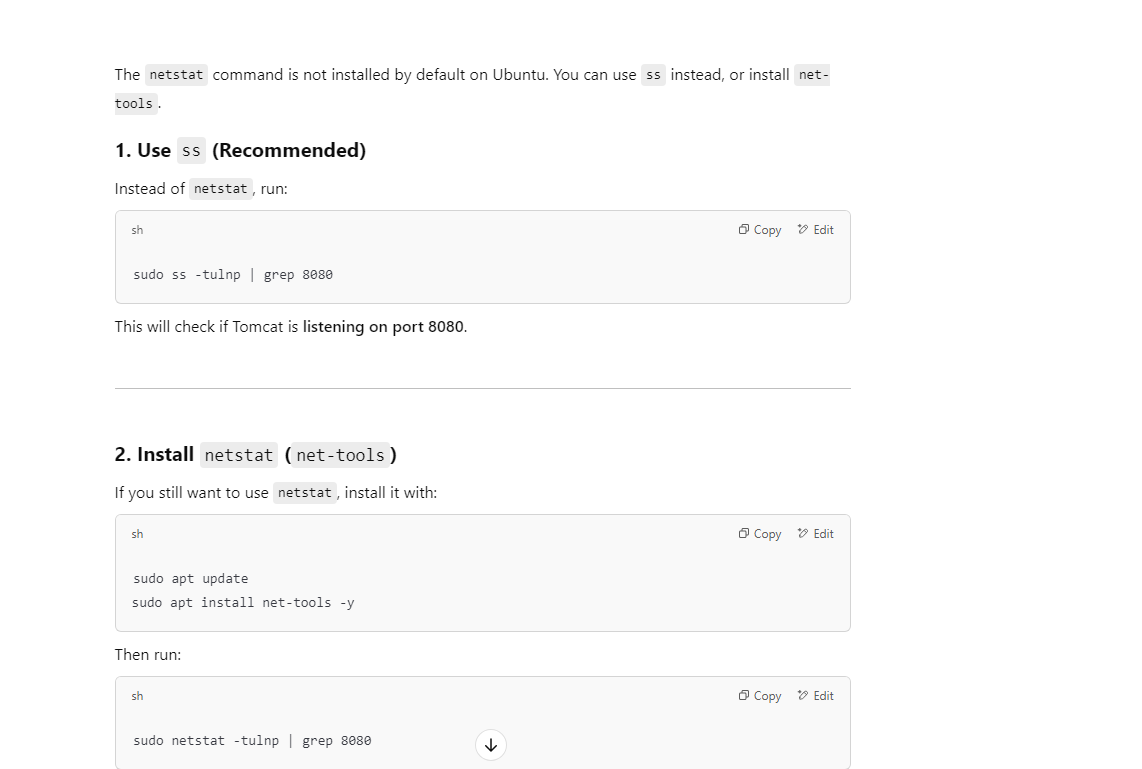 The netstat command is not installed by default on Ubuntu. You can use ss instead, or install net-
tools.
1. Use ss (Recommended)
Instead of netstat, run:
sh Copy Edit
sudo ss -tulnp | grep 8080
This will check if Tomcat is listening on port 8080.
2. Install netstat (net-tools)
If you still want to use netstat, install it with:
sh Copy Edit
sudo apt update
sudo apt install net-tools -y
Then run:
sh Copy Edit
sudo netstat -tulnp | grep 8080